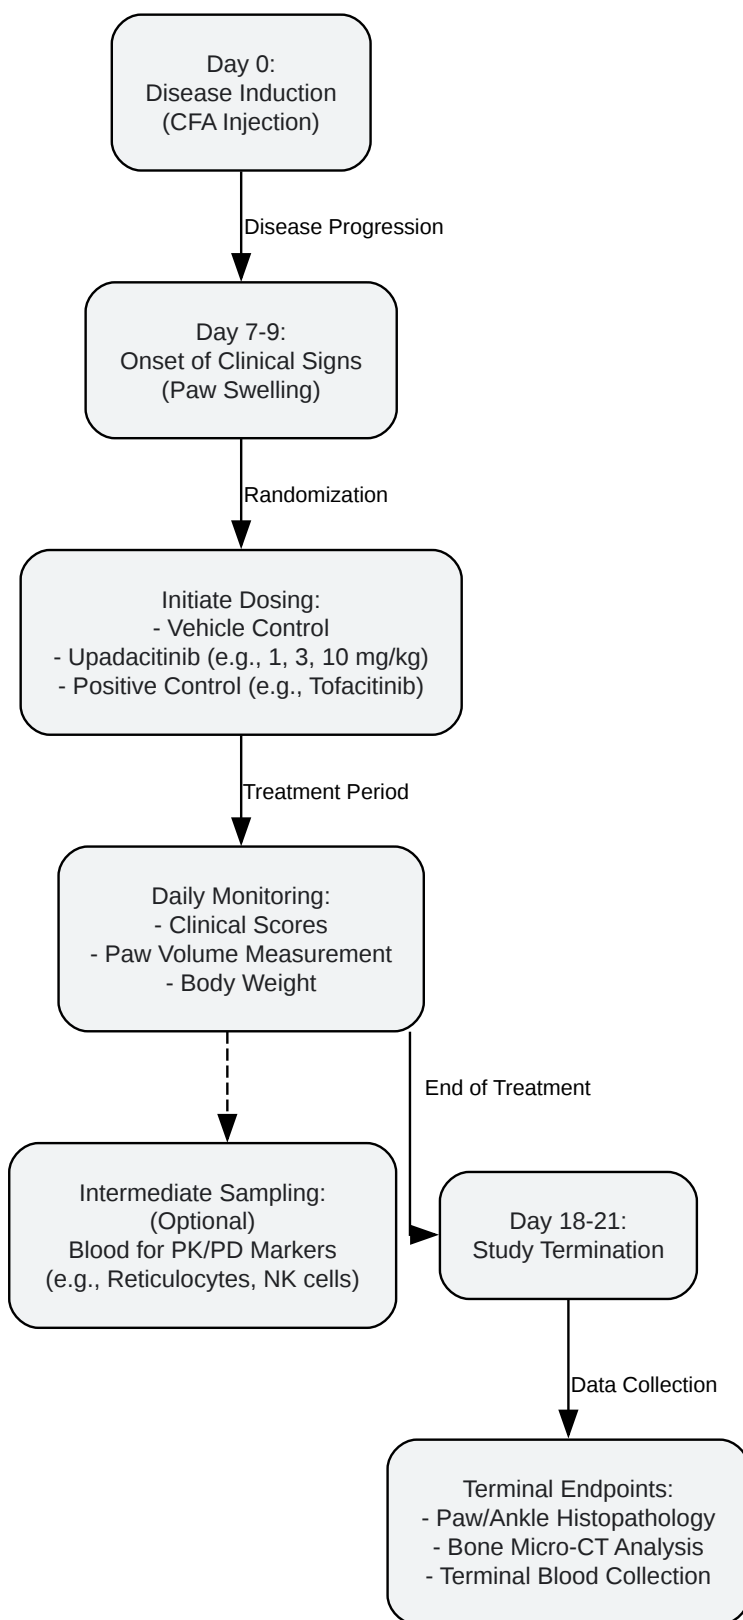 Day 0:
Disease Induction
(CFA Injection)
Disease Progression
Day 7-9:
Onset of Clinical Signs
(Paw Swelling)
Randomization
Initiate Dosing:
- Vehicle Control
- Upadacitinib (e.g., 1, 3, 10 mg/kg)
- Positive Control (e.g., Tofacitinib)
Treatment Period
Daily Monitoring:
- Clinical Scores
- Paw Volume Measurement
- Body Weight
End of Treatment
Intermediate Sampling:
(Optional)
Blood for PK/PD Markers
(e.g., Reticulocytes, NK cells)
Day 18-21:
Study Termination
Data Collection
Terminal Endpoints:
- Paw/Ankle Histopathology
- Bone Micro-CT Analysis
- Terminal Blood Collection